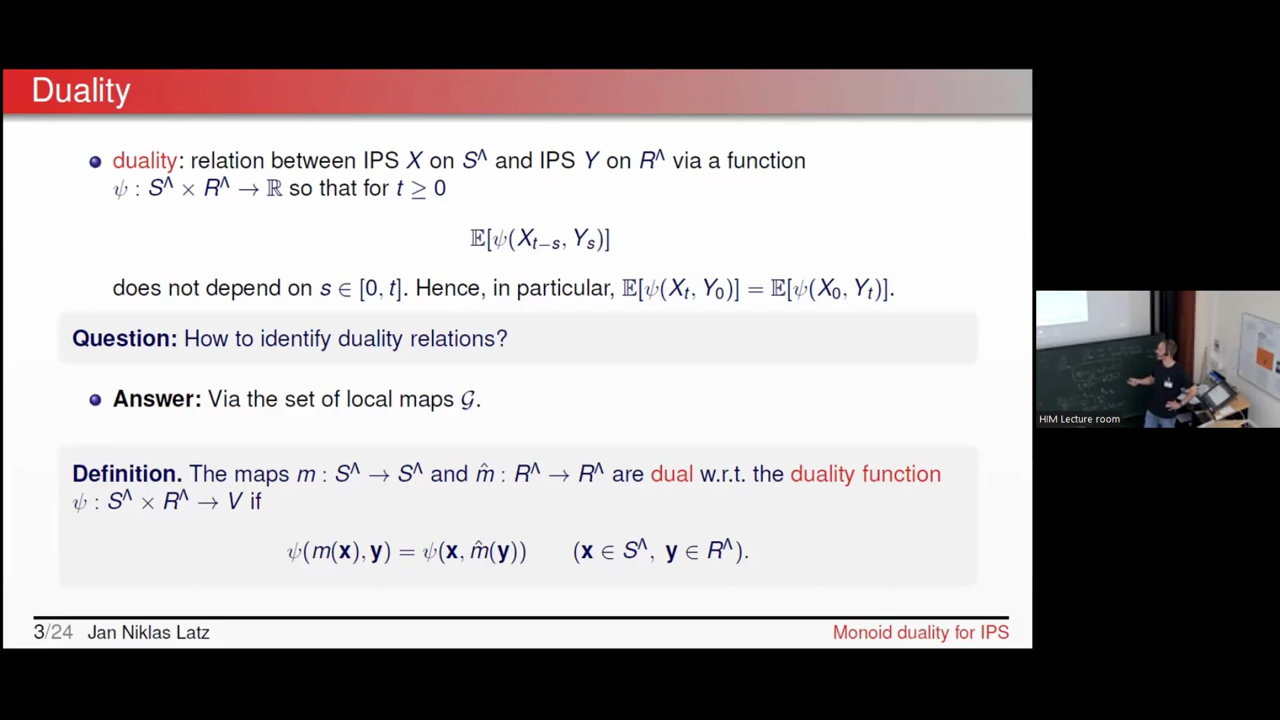 Duality
duality: relation between IPS X on S^Λ and IPS Y on R^Λ via a function
ψ : S^Λ × R^Λ → ℝ so that for t ≥ 0
𝔼[ψ(X_{t−s}, Y_s)]
does not depend on s ∈ [0, t]. Hence, in particular, 𝔼[ψ(X_t, Y_0)] = 𝔼[ψ(X_0, Y_t)].
Question: How to identify duality relations?
Answer: Via the set of local maps 𝒢.
Definition. The maps m : S^Λ → S^Λ and m̂ : R^Λ → R^Λ are dual w.r.t. the duality function
ψ : S^Λ × R^Λ → V if
ψ(m(x), y) = ψ(x, m̂(y)) (x ∈ S^Λ, y ∈ R^Λ).
3/24 Jan Niklas Latz Monoid duality for IPS
HIM Lecture room